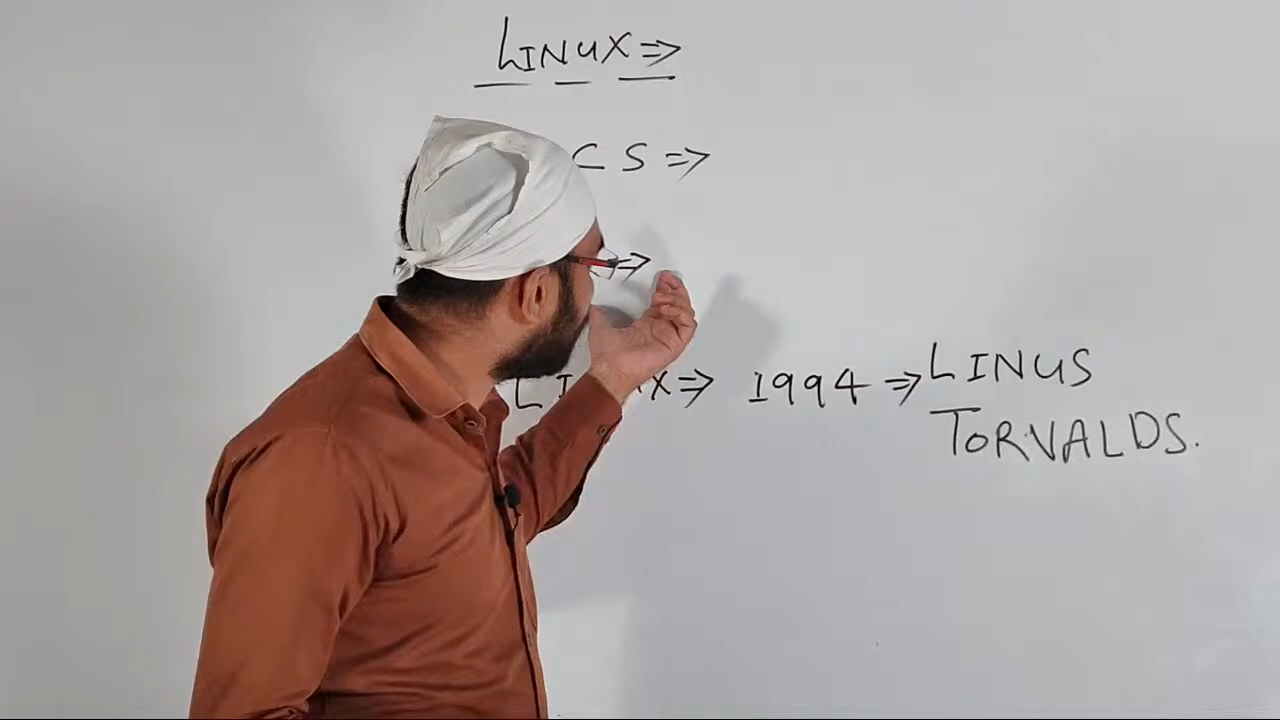 LINUX ⇒
C S ⇒
⇒
⇒ 1994 ⇒ LINUS
TORVALDS.